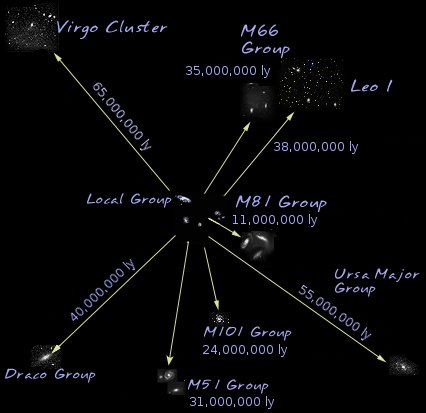 Virgo Cluster
M66
Group
35,000,000 ly
Leo I
65,000,000 ly
38,000,000 ly
Local Group
M81 Group
11,000,000 ly
40,000,000 ly
Ursa Major
Group
55,000,000 ly
M101 Group
24,000,000 ly
Draco Group
M51 Group
31,000,000 ly